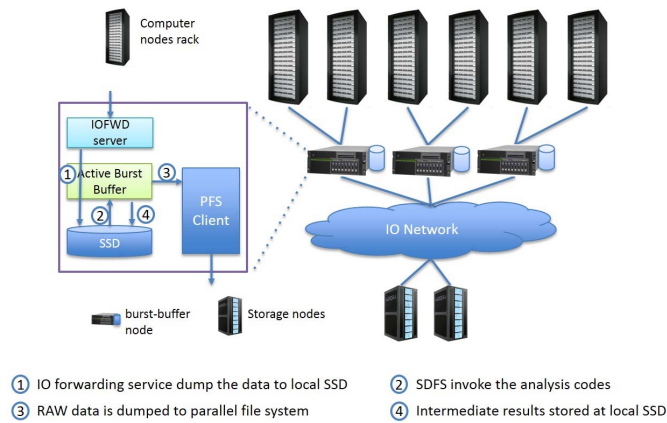 Computer
nodes rack
IOFWD
server
1
Active Burst
Buffer
3
2
4
SSD
PFS
Client
IO Network
burst-buffer
node
Storage nodes
1 IO forwarding service dump the data to local SSD
2 SDFS invoke the analysis codes
3 RAW data is dumped to parallel file system
4 Intermediate results stored at local SSD